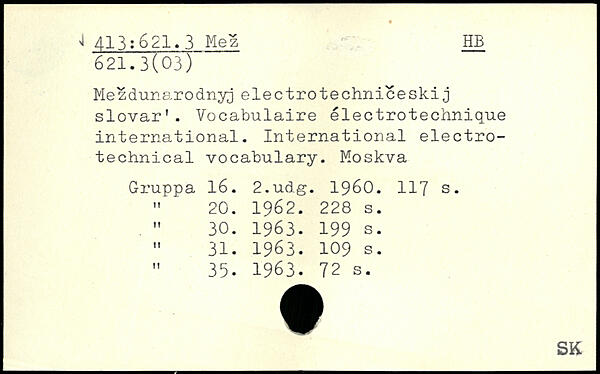 413:621.3 Mež HB
621.3(03)
Meždunarodnyj electrotechničeskij
slovar'. Vocabulaire électrotechnique
international. International electro-
technical vocabulary. Moskva
Gruppa 16. 2.udg. 1960. 117 s.
" 20. 1962. 228 s.
" 30. 1963. 199 s.
" 31. 1963. 109 s.
" 35. 1963. 72 s.
SK